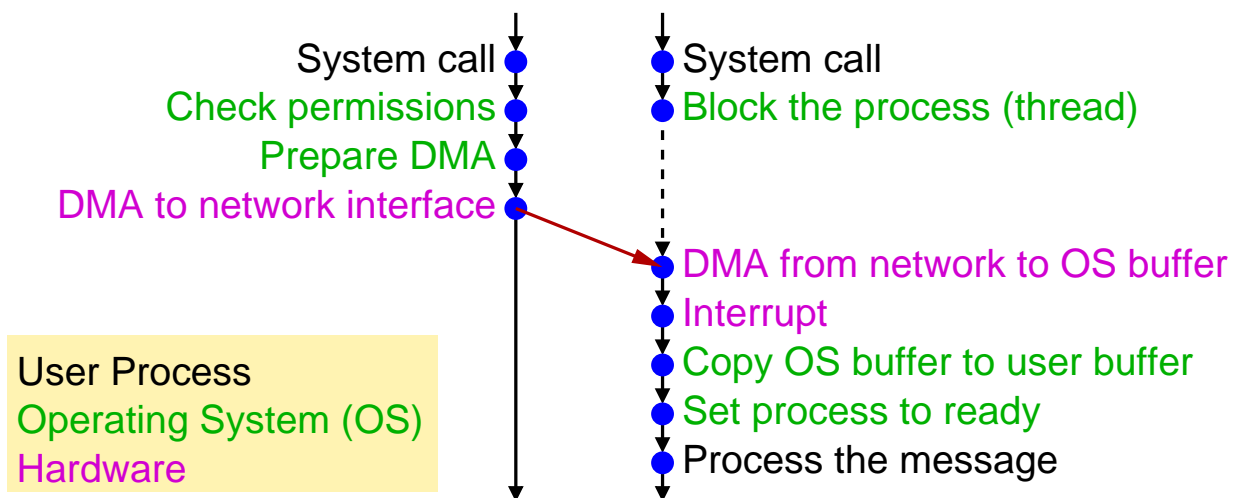 System call
Check permissions
Prepare DMA
DMA to network interface
System call
Block the process (thread)
DMA from network to OS buffer
Interrupt
Copy OS buffer to user buffer
Set process to ready
Process the message
User Process
Operating System (OS)
Hardware